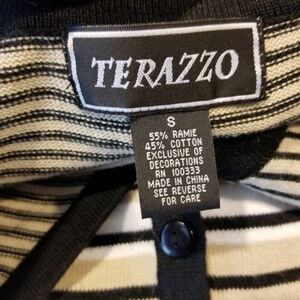 TERAZZO
S
55% RAMIE
45% COTTON
EXCLUSIVE OF
DECORATIONS
RN 100333
MADE IN CHINA
SEE REVERSE
FOR CARE